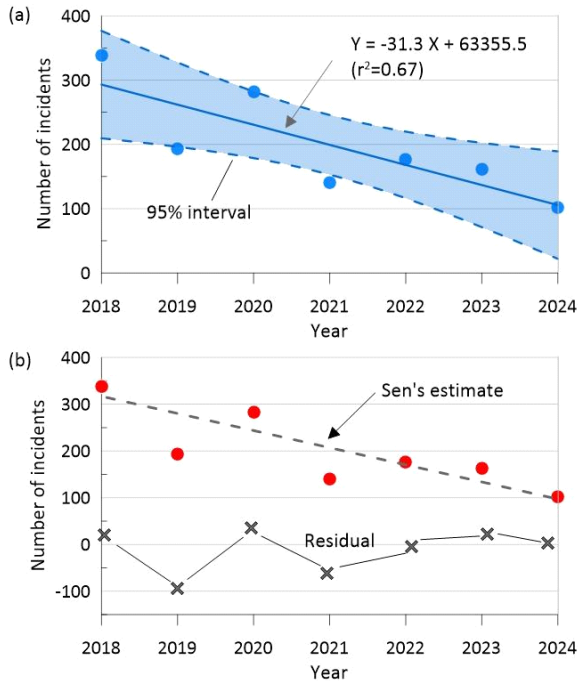 (a)
400
300
200
100
0
Number of incidents
Y = -31.3 X + 63355.5
(r²=0.67)
95% interval
2018 2019 2020 2021 2022 2023 2024
Year
(b)
400
300
200
100
0
-100
Number of incidents
Sen's estimate
Residual
2018 2019 2020 2021 2022 2023 2024
Year